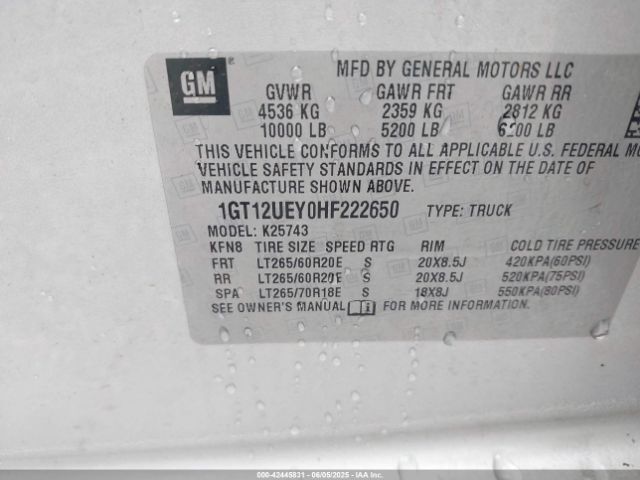 GM
MFD BY GENERAL MOTORS LLC
GVWR GAWR FRT GAWR RR
4536 KG 2359 KG 2812 KG
10000 LB 5200 LB 6200 LB
THIS VEHICLE CONFORMS TO ALL APPLICABLE U.S. FEDERAL
VEHICLE SAFETY STANDARDS IN EFFECT ON THE DATE OF
MANUFACTURE SHOWN ABOVE.
1GT12UEY0HF222650 TYPE: TRUCK
MODEL: K25743
KFN8 TIRE SIZE SPEED RTG RIM COLD TIRE PRESSURE
FRT LT265/60R20E S 20X8.5J 420KPA(60PSI)
RR LT265/60R20E S 20X8.5J 520KPA(75PSI)
SPA LT265/70R18E S 18X8J 550KPA(80PSI)
SEE OWNER'S MANUAL FOR MORE INFORMATION.
000-42445831 - 06/05/2025 - IAAI.COM